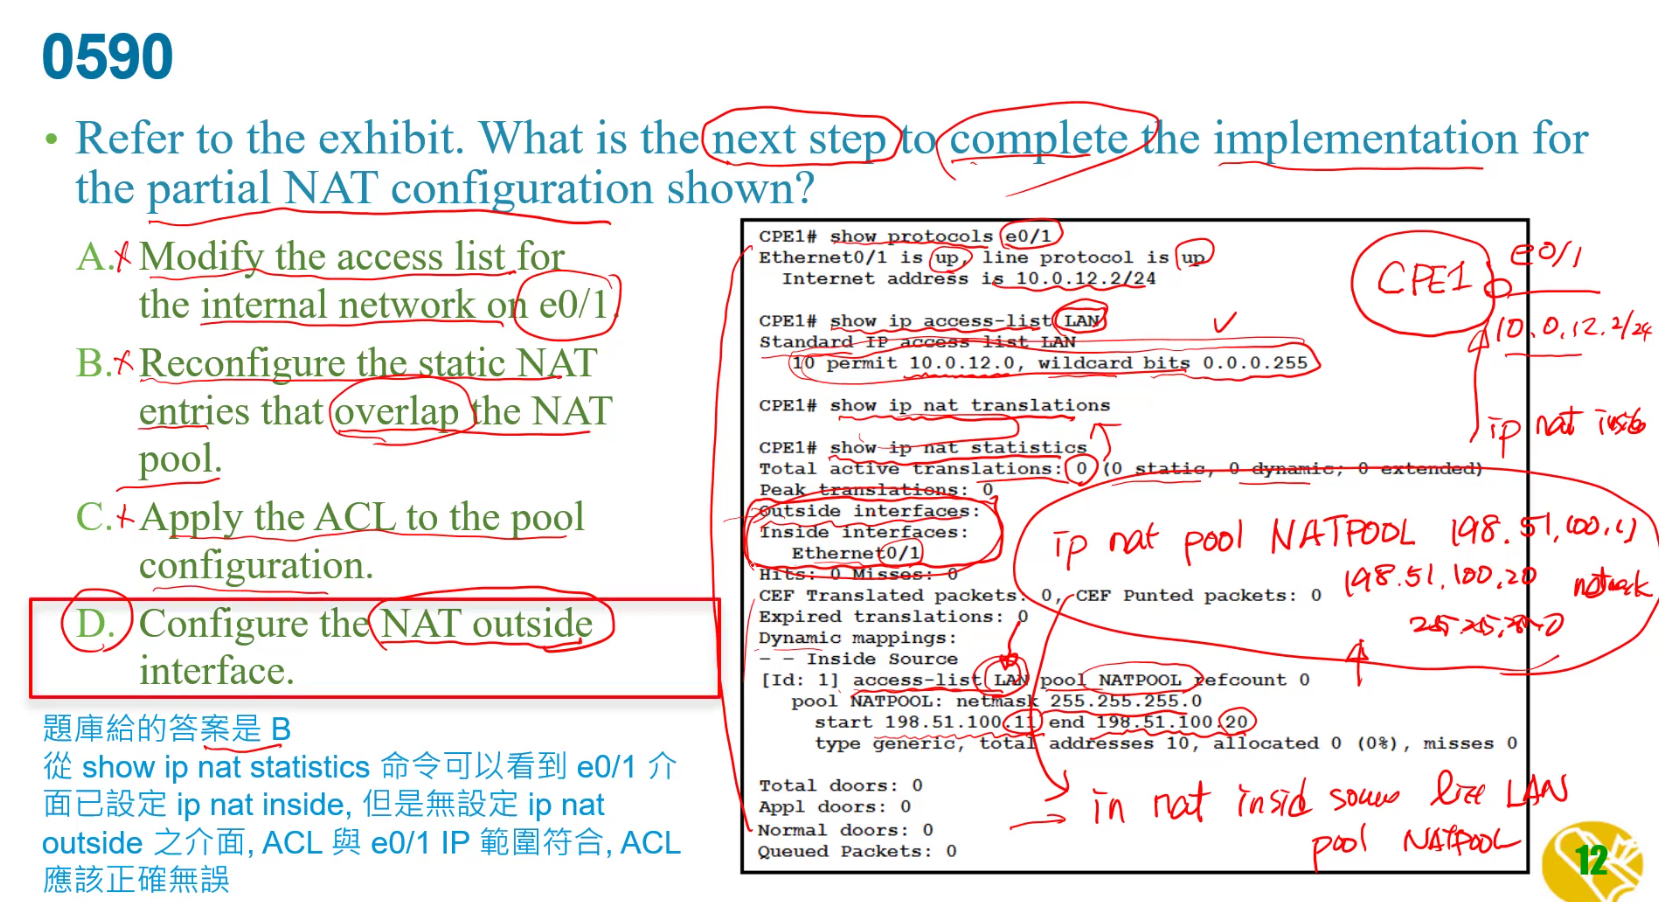 0590
• Refer to the exhibit. What is the next step to complete the implementation for
the partial NAT configuration shown?
A. Modify the access list for
the internal network on e0/1.
B. Reconfigure the static NAT
entries that overlap the NAT
pool.
C. Apply the ACL to the pool
configuration.
D. Configure the NAT outside
interface.
題庫給的答案是 B
從 show ip nat statistics 命令可以看到 e0/1 介
面已設定 ip nat inside, 但是無設定 ip nat
outside 之介面, ACL 與 e0/1 IP 範圍符合, ACL
應該正確無誤
CPE1# show protocols e0/1
Ethernet0/1 is up, line protocol is up
Internet address is 10.0.12.2/24
CPE1# show ip access-list LAN
Standard IP access list LAN
10 permit 10.0.12.0, wildcard bits 0.0.0.255
CPE1# show ip nat translations
CPE1# show ip nat statistics
Total active translations: 0 (0 static, 0 dynamic; 0 extended)
Peak translations: 0
Outside interfaces:
Inside interfaces:
Ethernet0/1
Hits: 0 Misses: 0
CEF Translated packets: 0, CEF Punted packets: 0
Expired translations: 0
Dynamic mappings:
- - Inside Source
[Id: 1] access-list LAN pool NATPOOL refcount 0
pool NATPOOL: netmask 255.255.255.0
start 198.51.100.11 end 198.51.100.20
type generic, total addresses 10, allocated 0 (0%), misses 0
Total doors: 0
Appl doors: 0
Normal doors: 0
Queued Packets: 0
CPE1
e0/1
10.0.12.2/24
ip nat
ip nat pool NATPOOL 198.51.100.11
198.51.100.20 netmask
in nat insid LAN
pool NATPOOL
12